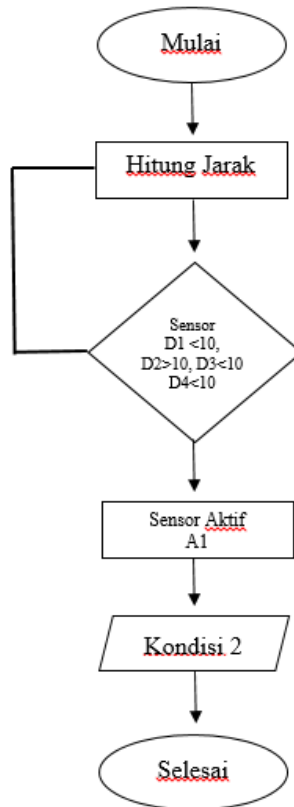 Mulai
Hitung Jarak
Sensor
D1 <10,
D2>10, D3<10
D4<10
Sensor Aktif
A1
Kondisi 2
Selesai